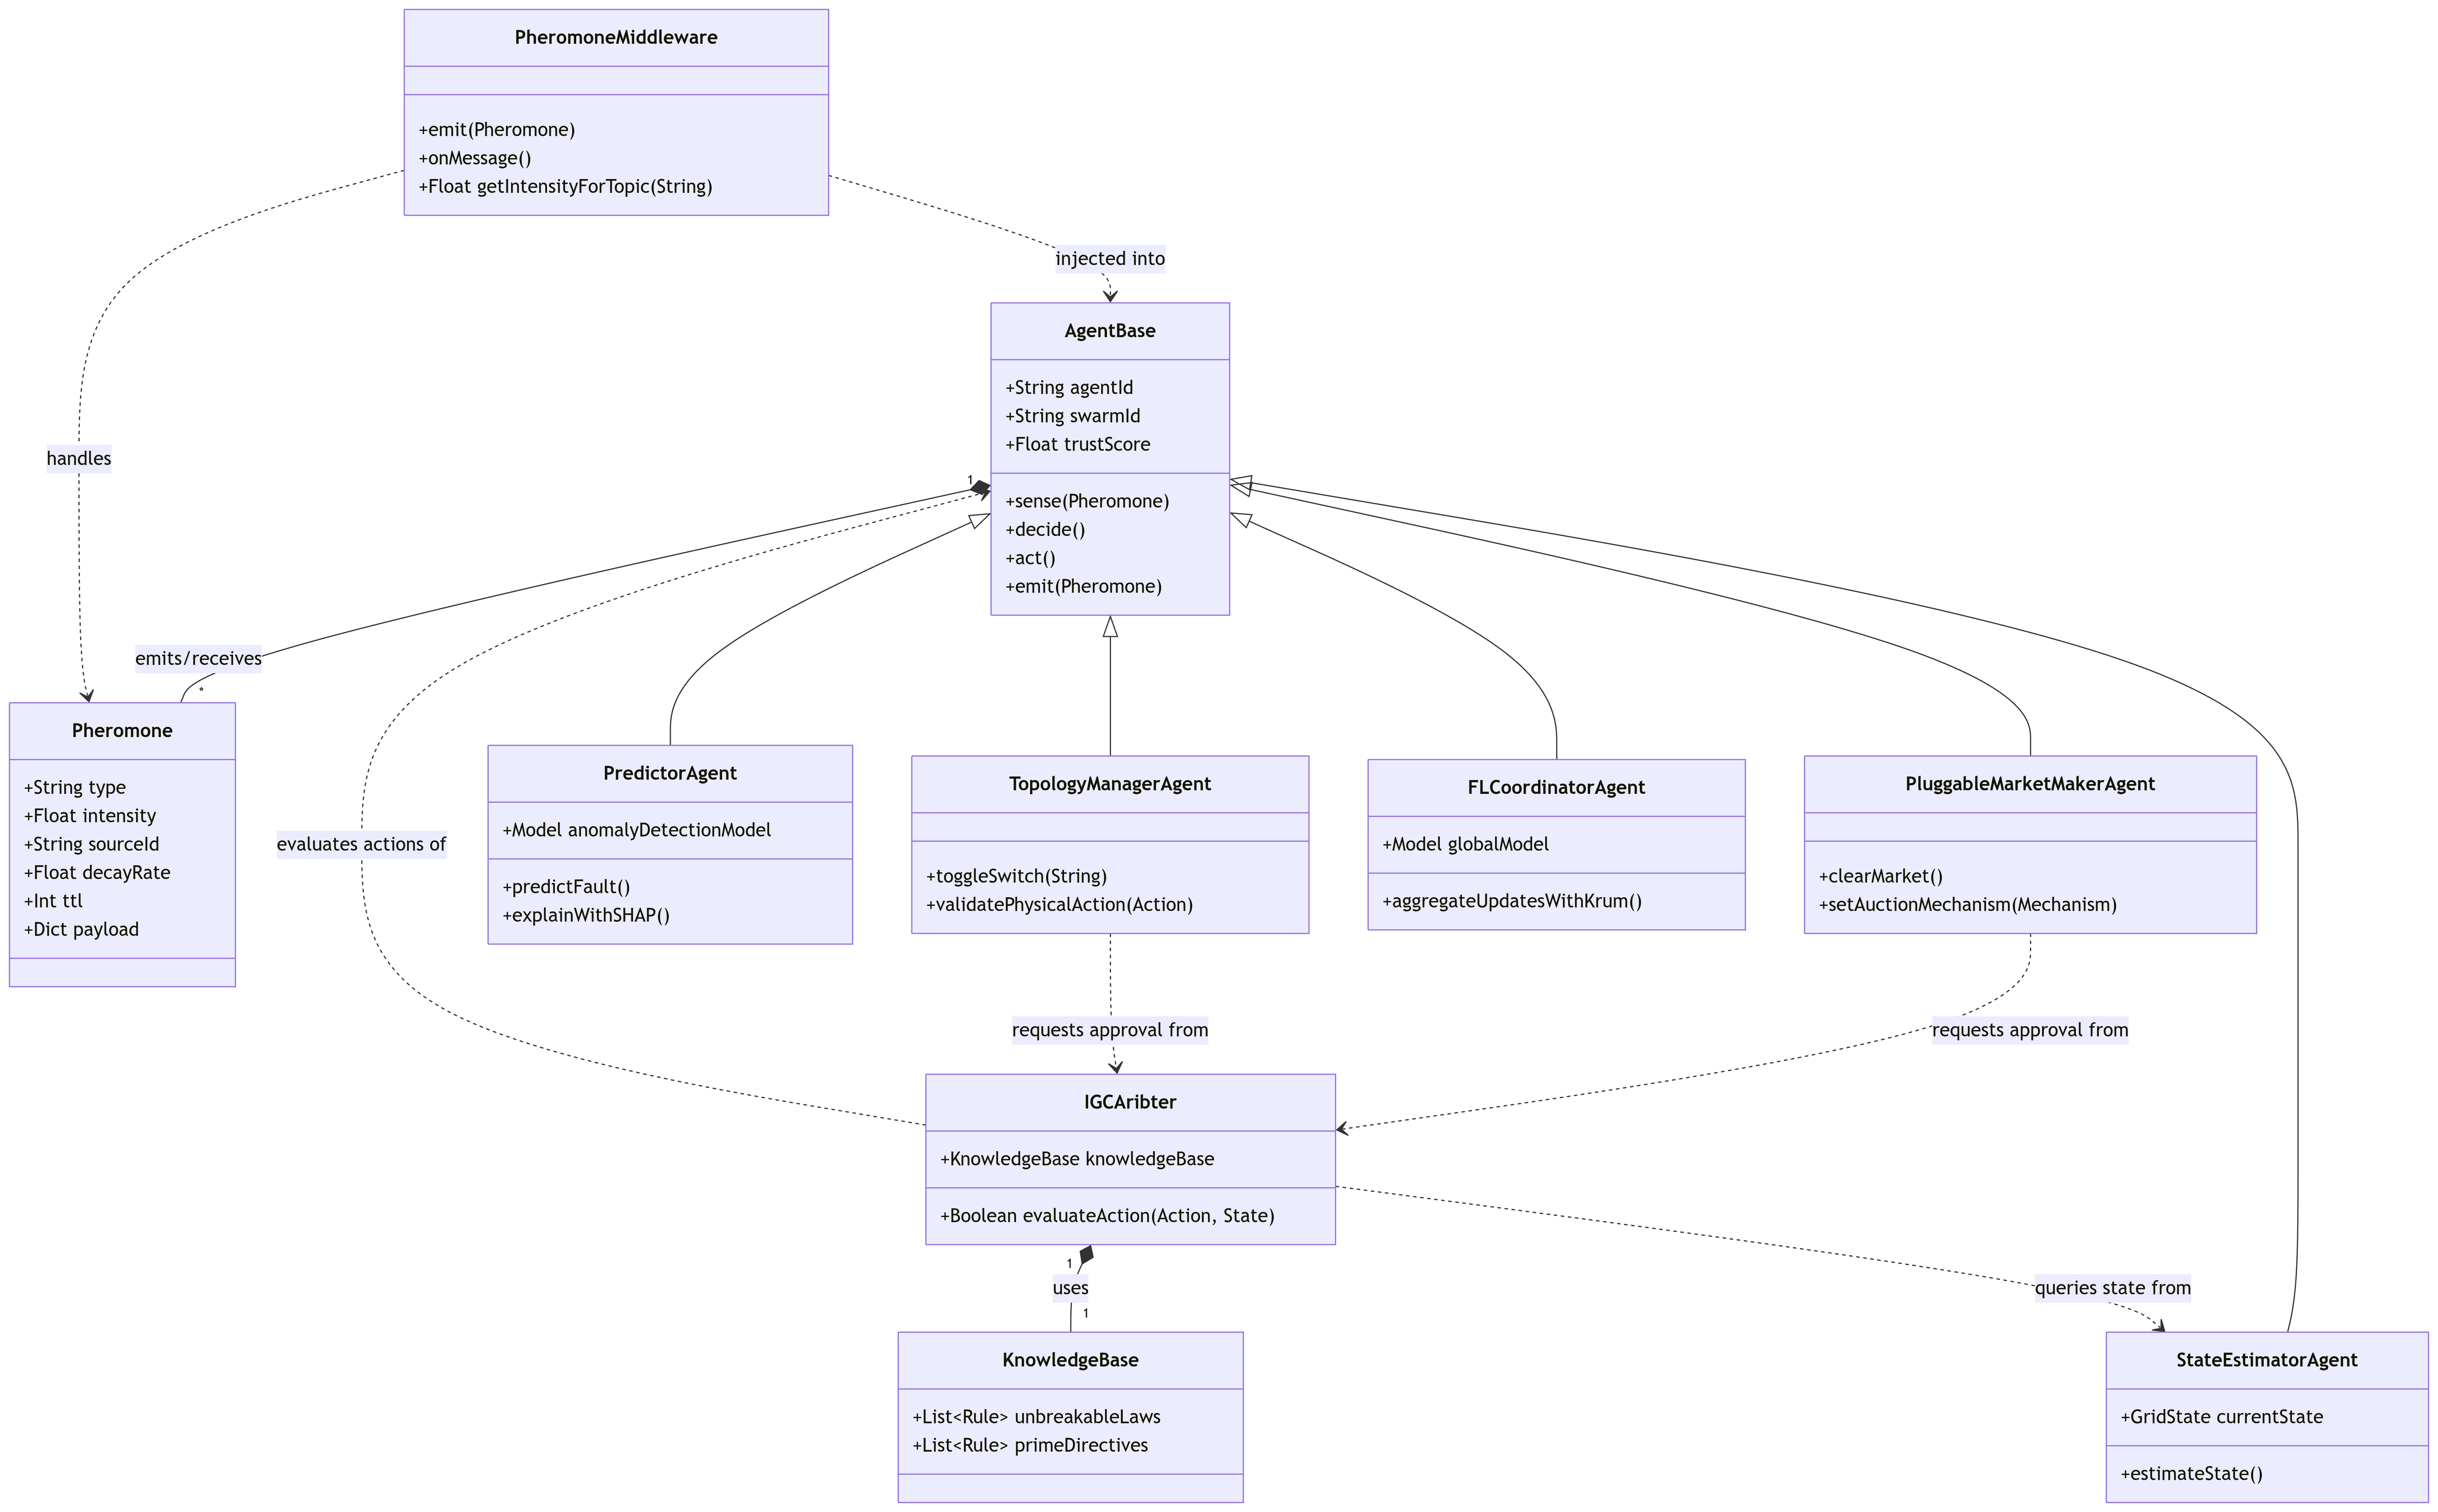 PheromoneMiddleware
+emit(Pheromone)
+onMessage()
+Float getIntensityForTopic(String)
injected into
AgentBase
+String agentId
+String swarmId
+Float trustScore
+sense(Pheromone)
+decide()
+act()
+emit(Pheromone)
handles
1
emits/receives
*
Pheromone
+String type
+Float intensity
+String sourceId
+Float decayRate
+Int ttl
+Dict payload
evaluates actions of
PredictorAgent
+Model anomalyDetectionModel
+predictFault()
+explainWithSHAP()
TopologyManagerAgent
+toggleSwitch(String)
+validatePhysicalAction(Action)
FLCoordinatorAgent
+Model globalModel
+aggregateUpdatesWithKrum()
PluggableMarketMakerAgent
+clearMarket()
+setAuctionMechanism(Mechanism)
requests approval from
requests approval from
IGCAribter
+KnowledgeBase knowledgeBase
+Boolean evaluateAction(Action, State)
1
uses
1
queries state from
KnowledgeBase
+List<Rule> unbreakableLaws
+List<Rule> primeDirectives
StateEstimatorAgent
+GridState currentState
+estimateState()